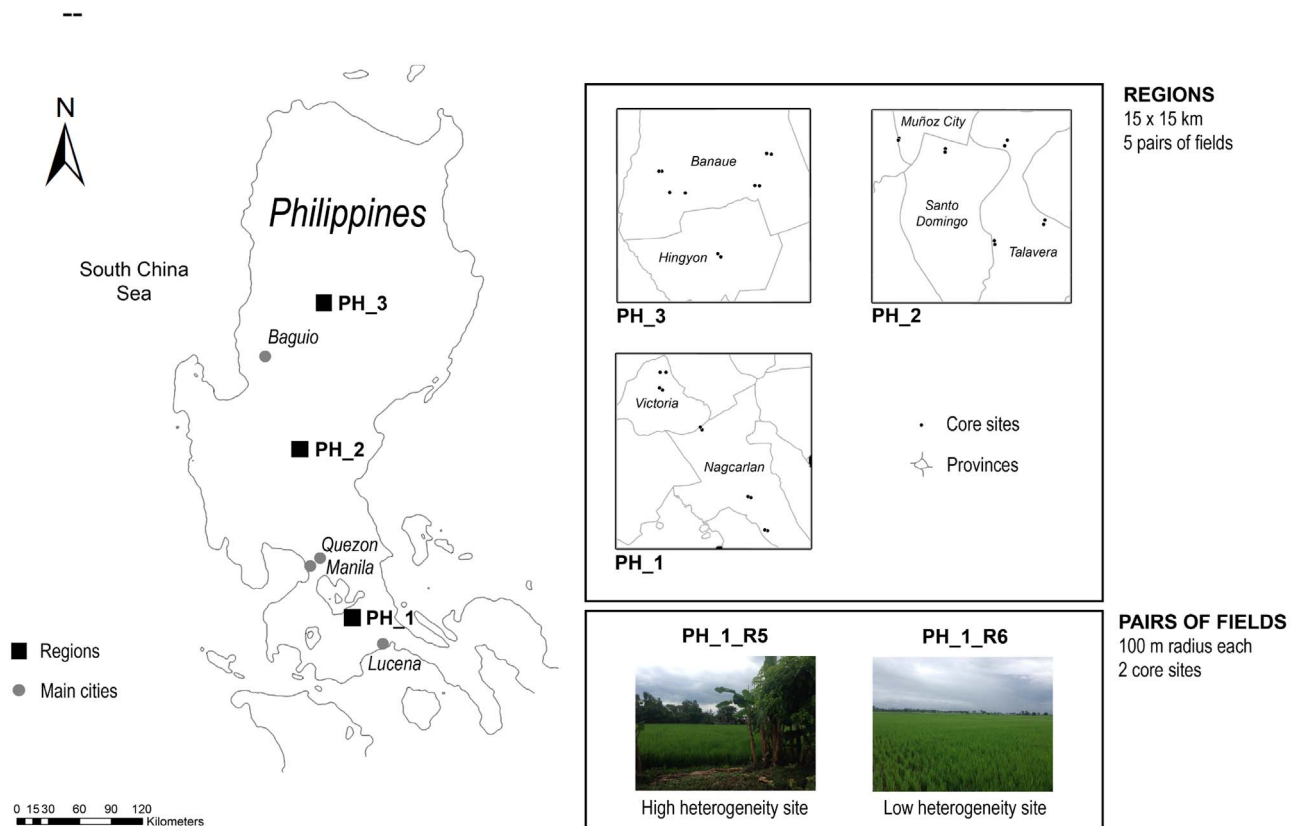 --
N
Philippines
South China
Sea
PH_3
Baguio
PH_2
Quezon
Manila
PH_1
Lucena
Regions
Main cities
0 15 30 60 90 120
Kilometers
REGIONS
15 x 15 km
5 pairs of fields
Banaue
Hingyon
PH_3
Muñoz City
Santo
Domingo
Talavera
PH_2
Victoria
Nagcarlan
PH_1
Core sites
Provinces
PAIRS OF FIELDS
100 m radius each
2 core sites
PH_1_R5
High heterogeneity site
PH_1_R6
Low heterogeneity site